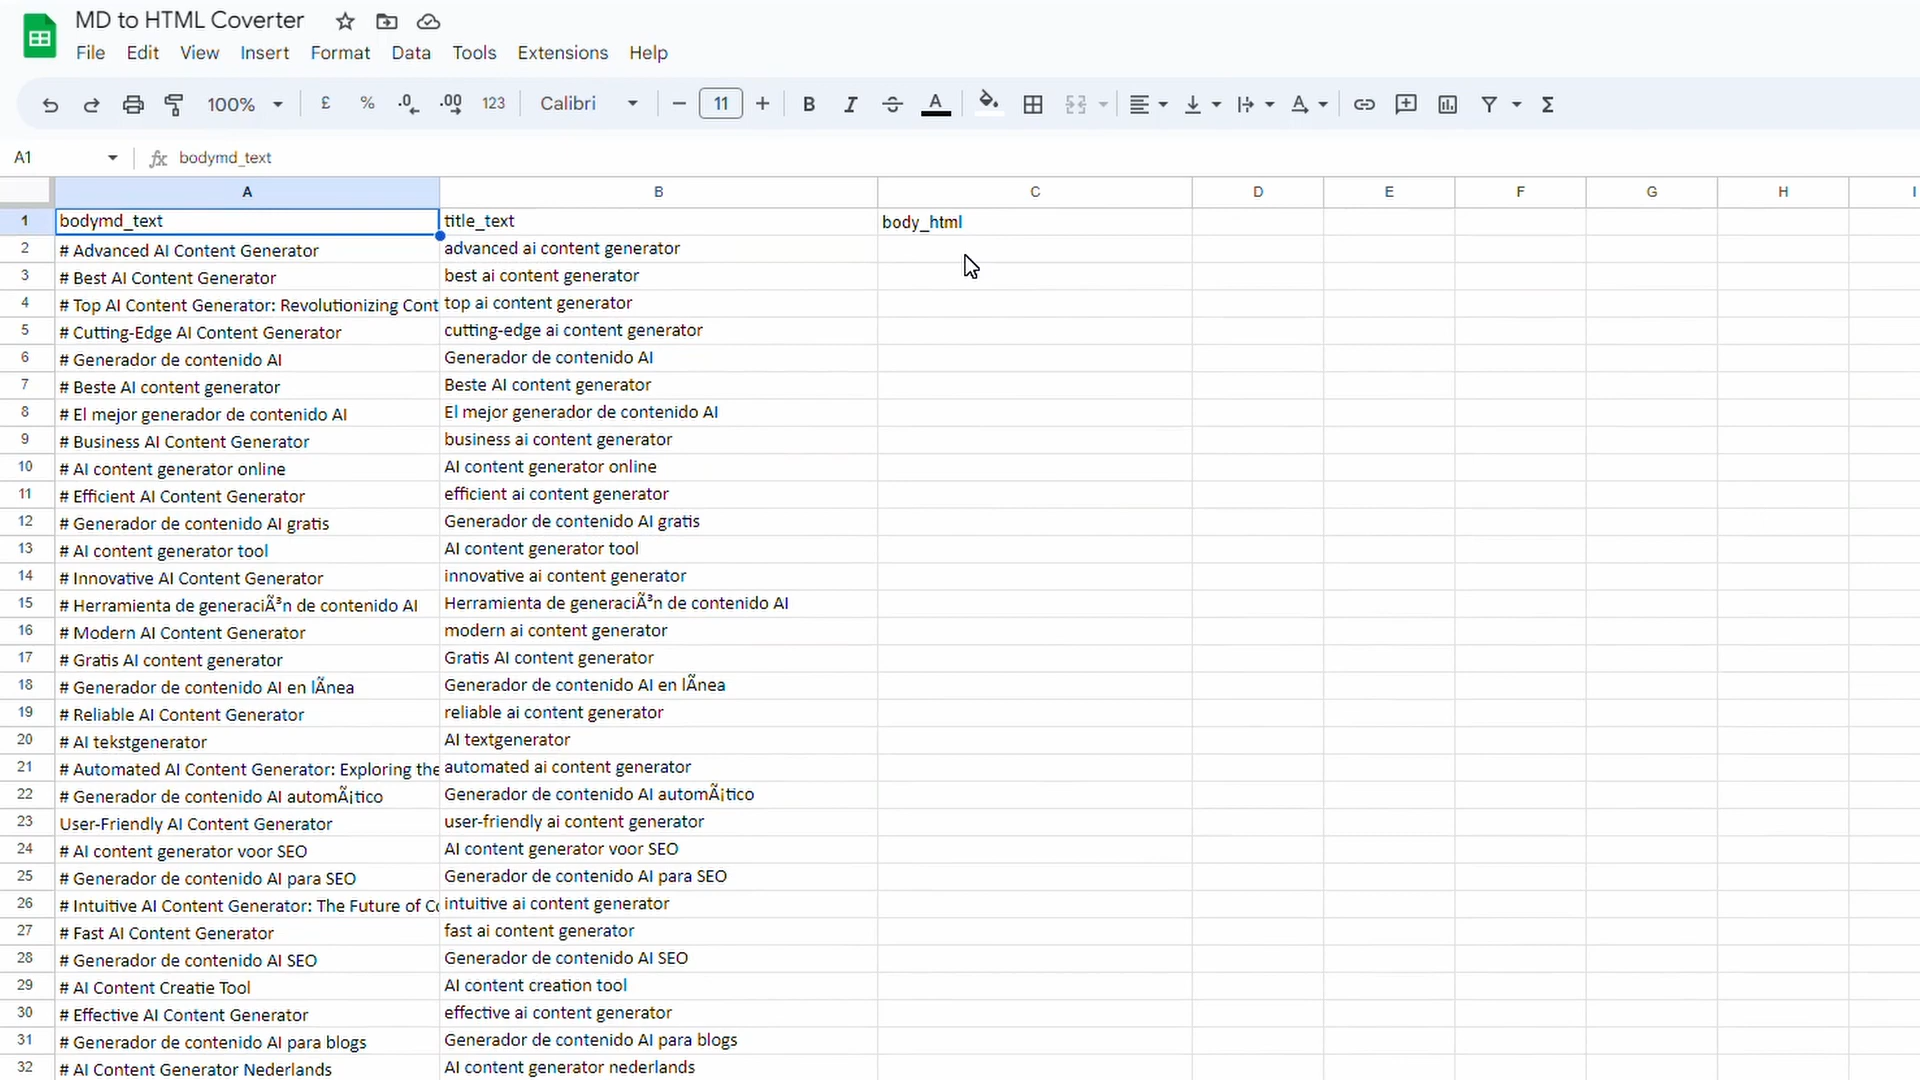 MD to HTML Coverter
File Edit View Insert Format Data Tools Extensions Help
100% £ % .0 .00 123 Calibri 11 B I S A
A1 fx bodymd_text
A B C D E F G H I
1 bodymd_text title_text body_html
2 # Advanced AI Content Generator advanced ai content generator
3 # Best AI Content Generator best ai content generator
4 # Top AI Content Generator: Revolutionizing Cont top ai content generator
5 # Cutting-Edge AI Content Generator cutting-edge ai content generator
6 # Generador de contenido AI Generador de contenido AI
7 # Beste AI content generator Beste AI content generator
8 # El mejor generador de contenido AI El mejor generador de contenido AI
9 # Business AI Content Generator business ai content generator
10 # AI content generator online AI content generator online
11 # Efficient AI Content Generator efficient ai content generator
12 # Generador de contenido AI gratis Generador de contenido AI gratis
13 # AI content generator tool AI content generator tool
14 # Innovative AI Content Generator innovative ai content generator
15 # Herramienta de generaciÃ³n de contenido AI Herramienta de generaciÃ³n de contenido AI
16 # Modern AI Content Generator modern ai content generator
17 # Gratis AI content generator Gratis AI content generator
18 # Generador de contenido AI en lÃnea Generador de contenido AI en lÃnea
19 # Reliable AI Content Generator reliable ai content generator
20 # AI tekstgenerator AI textgenerator
21 # Automated AI Content Generator: Exploring the automated ai content generator
22 # Generador de contenido AI automÃ¡tico Generador de contenido AI automÃ¡tico
23 User-Friendly AI Content Generator user-friendly ai content generator
24 # AI content generator voor SEO AI content generator voor SEO
25 # Generador de contenido AI para SEO Generador de contenido AI para SEO
26 # Intuitive AI Content Generator: The Future of Co intuitive ai content generator
27 # Fast AI Content Generator fast ai content generator
28 # Generador de contenido AI SEO Generador de contenido AI SEO
29 # AI Content Creatie Tool AI content creation tool
30 # Effective AI Content Generator effective ai content generator
31 # Generador de contenido AI para blogs Generador de contenido AI para blogs
32 # AI Content Generator Nederlands AI content generator nederlands